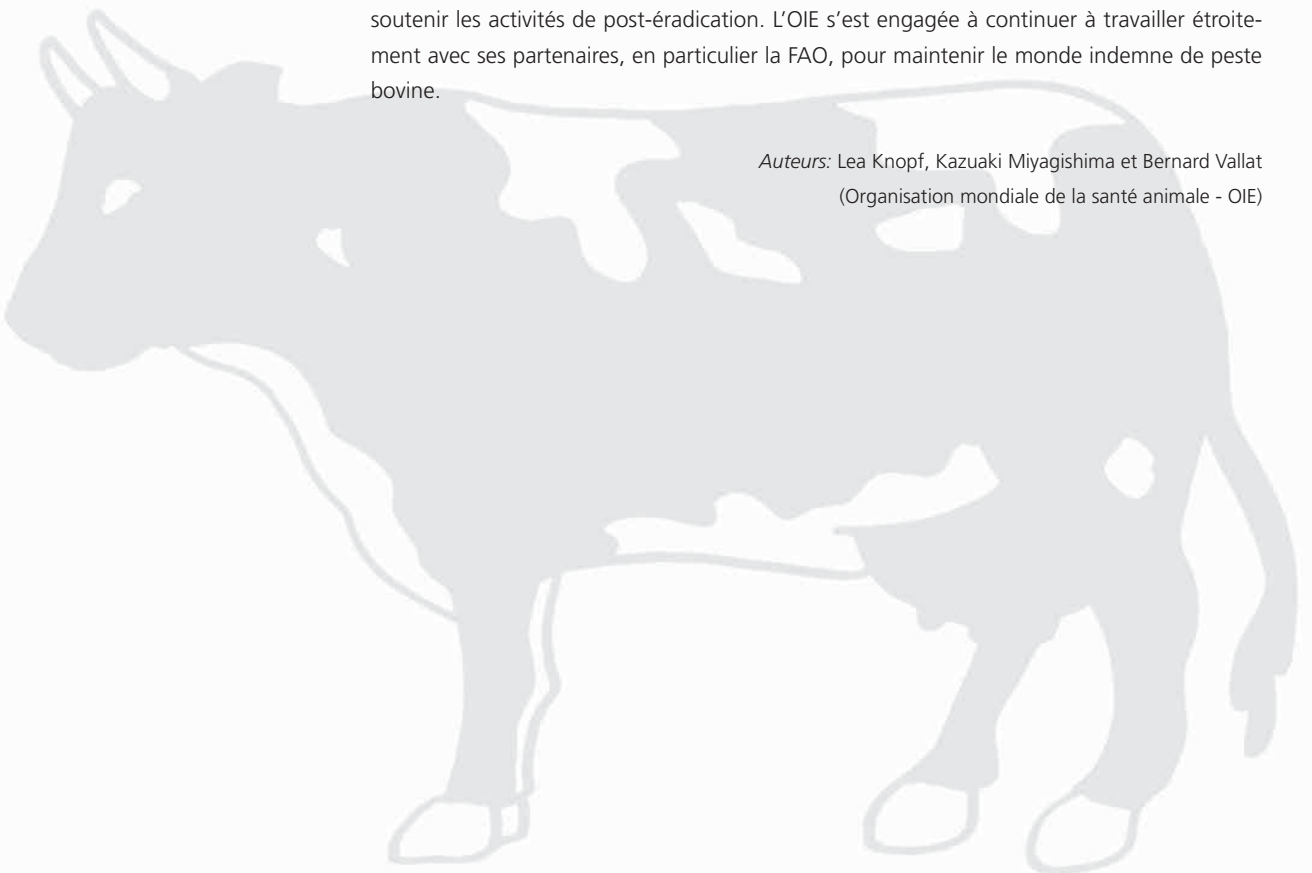 soutenir les activités de post-éradication. L’OIE s’est engagée à continuer à travailler étroite-
ment avec ses partenaires, en particulier la FAO, pour maintenir le monde indemne de peste
bovine.
Auteurs: Lea Knopf, Kazuaki Miyagishima et Bernard Vallat
(Organisation mondiale de la santé animale - OIE)